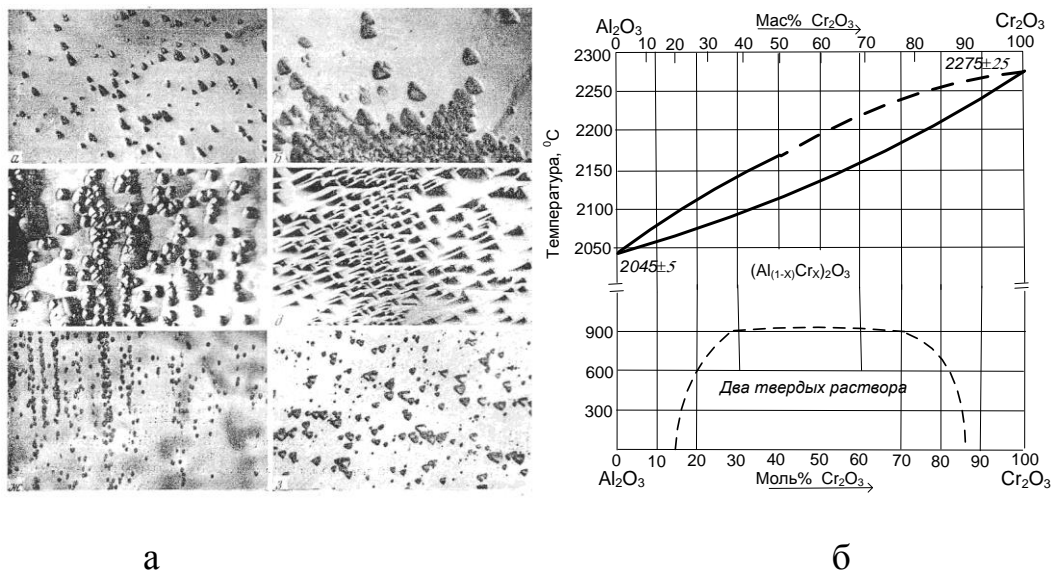 а
б
д
з
Мас% Cr₂O₃
Al₂O₃
Cr₂O₃
0 10 20 30 40 50 60 70 80 90 100
2300
2250
2200
2150
2100
2050
900
600
300
Температура, ⁰C
2275±25
2045±5
(Al(1-X)CrX)₂O₃
Два твердых раствора
0 10 20 30 40 50 60 70 80 90 100
Al₂O₃
Моль% Cr₂O₃
Cr₂O₃
а
б